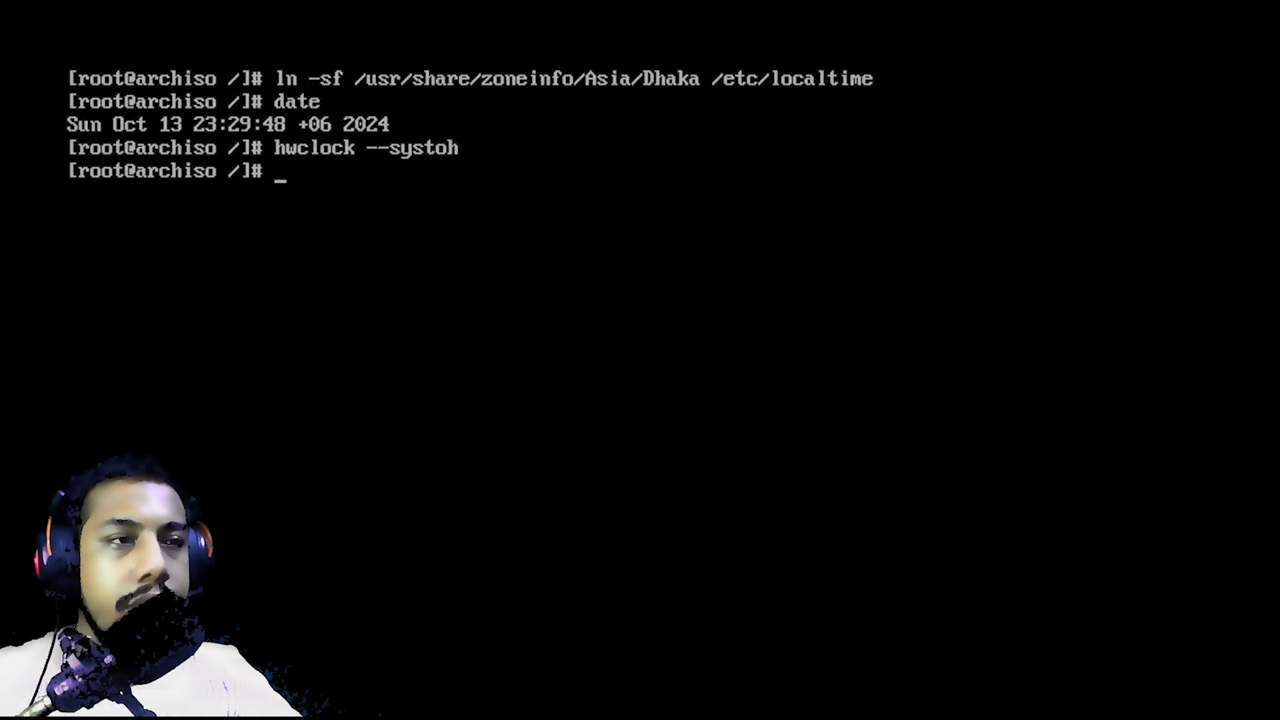 [root@archiso /]# ln -sf /usr/share/zoneinfo/Asia/Dhaka /etc/localtime
[root@archiso /]# date
Sun Oct 13 23:29:48 +06 2024
[root@archiso /]# hwclock --systoh
[root@archiso /]# _